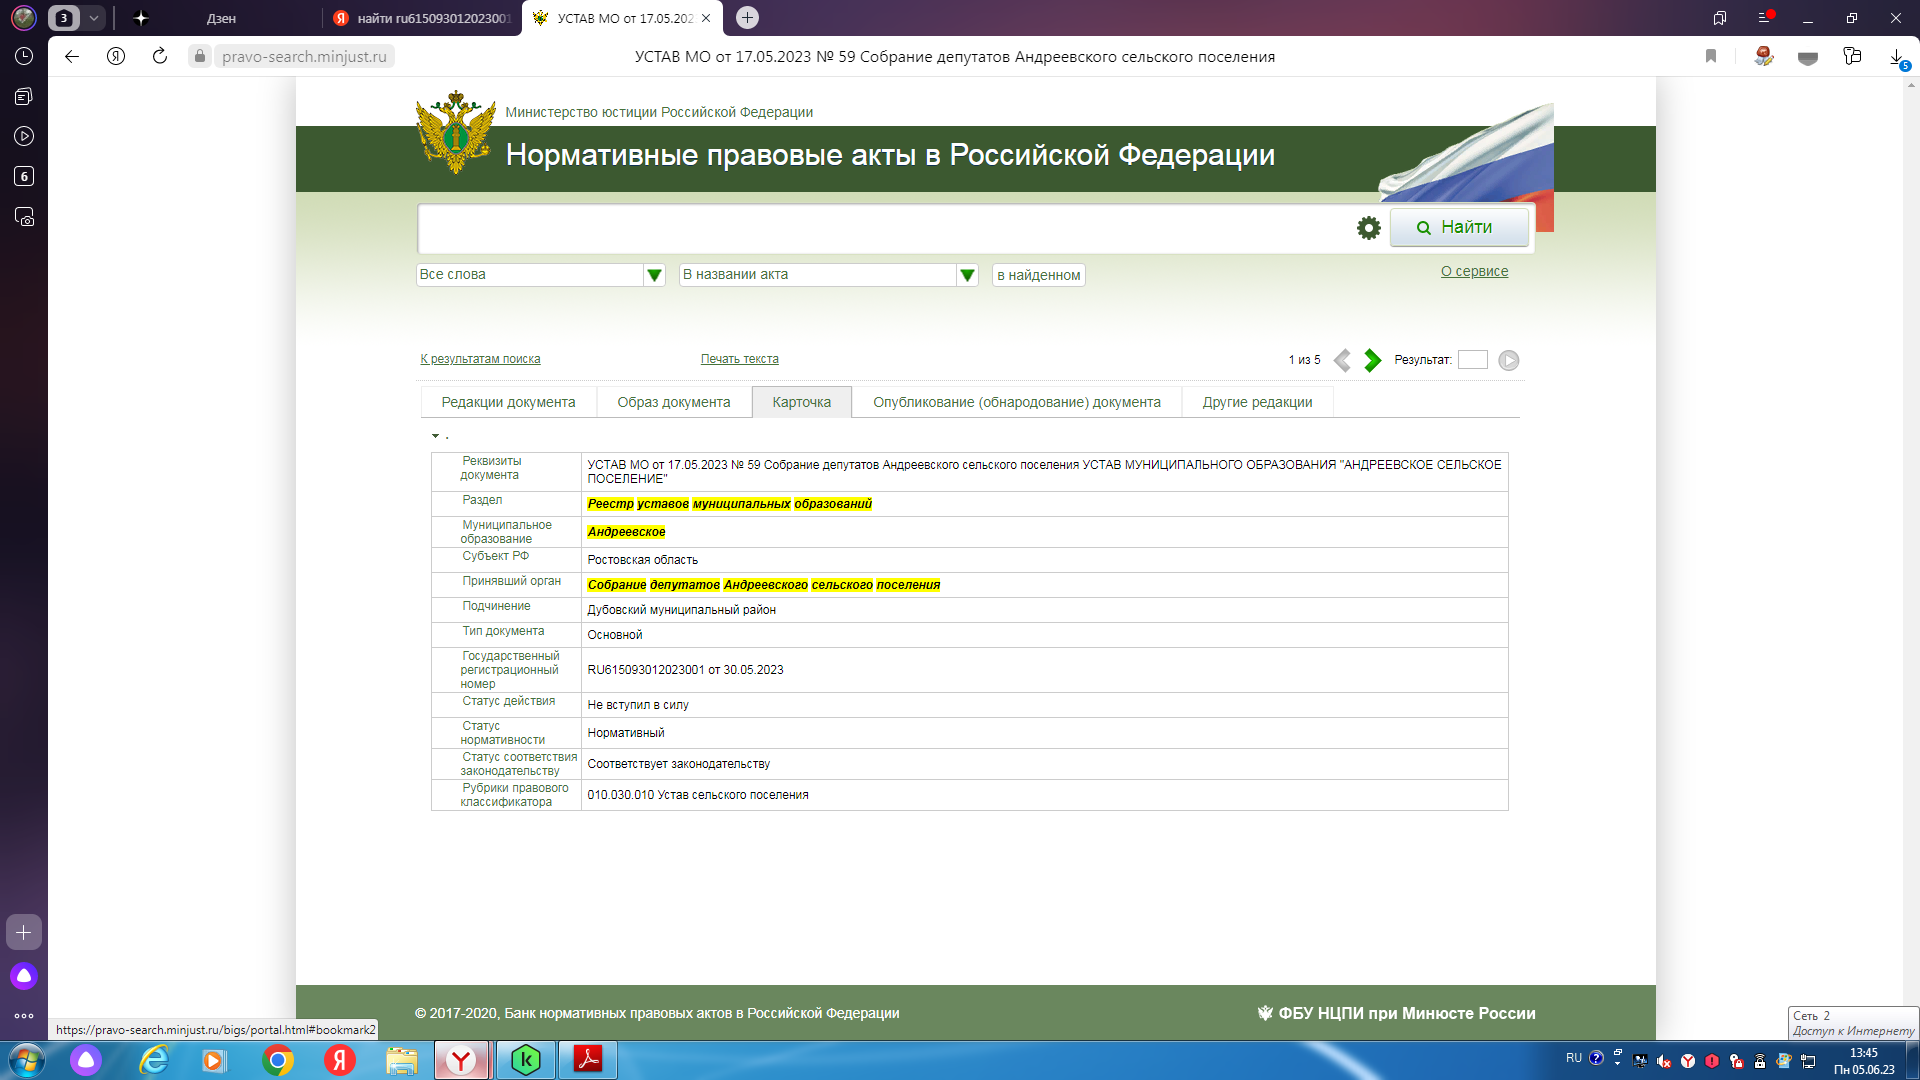 3
Дзен
найти ru615093012023001
УСТАВ МО от 17.05.202
pravo-search.minjust.ru
УСТАВ МО от 17.05.2023 № 59 Собрание депутатов Андреевского сельского поселения
5
6
Министерство юстиции Российской Федерации
Нормативные правовые акты в Российской Федерации
Найти
Все слова
В названии акта
в найденном
О сервисе
К результатам поиска
Печать текста
1 из 5
Результат:
Редакции документа
Образ документа
Карточка
Опубликование (обнародование) документа
Другие редакции
Реквизиты
документа
УСТАВ МО от 17.05.2023 № 59 Собрание депутатов Андреевского сельского поселения УСТАВ МУНИЦИПАЛЬНОГО ОБРАЗОВАНИЯ "АНДРЕЕВСКОЕ СЕЛЬСКОЕ
ПОСЕЛЕНИЕ"
Раздел
Реестр уставов муниципальных образований
Муниципальное
образование
Андреевское
Субъект РФ
Ростовская область
Принявший орган
Собрание депутатов Андреевского сельского поселения
Подчинение
Дубовский муниципальный район
Тип документа
Основной
Государственный
регистрационный
номер
RU615093012023001 от 30.05.2023
Статус действия
Не вступил в силу
Статус
нормативности
Нормативный
Статус соответствия
законодательству
Соответствует законодательству
Рубрики правового
классификатора
010.030.010 Устав сельского поселения
© 2017-2020, Банк нормативных правовых актов в Российской Федерации
ФБУ НЦПИ при Минюсте России
https://pravo-search.minjust.ru/bigs/portal.html#bookmark2
Сеть 2
Доступ к Интернету
RU
13:45
Пн 05.06.23